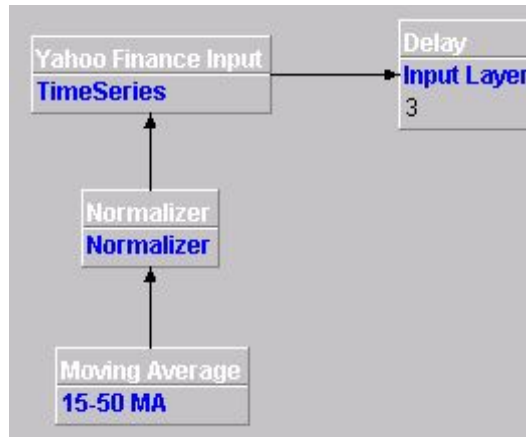 Yahoo Finance Input
TimeSeries
Delay
Input Layer
3
Normalizer
Normalizer
Moving Average
15-50 MA